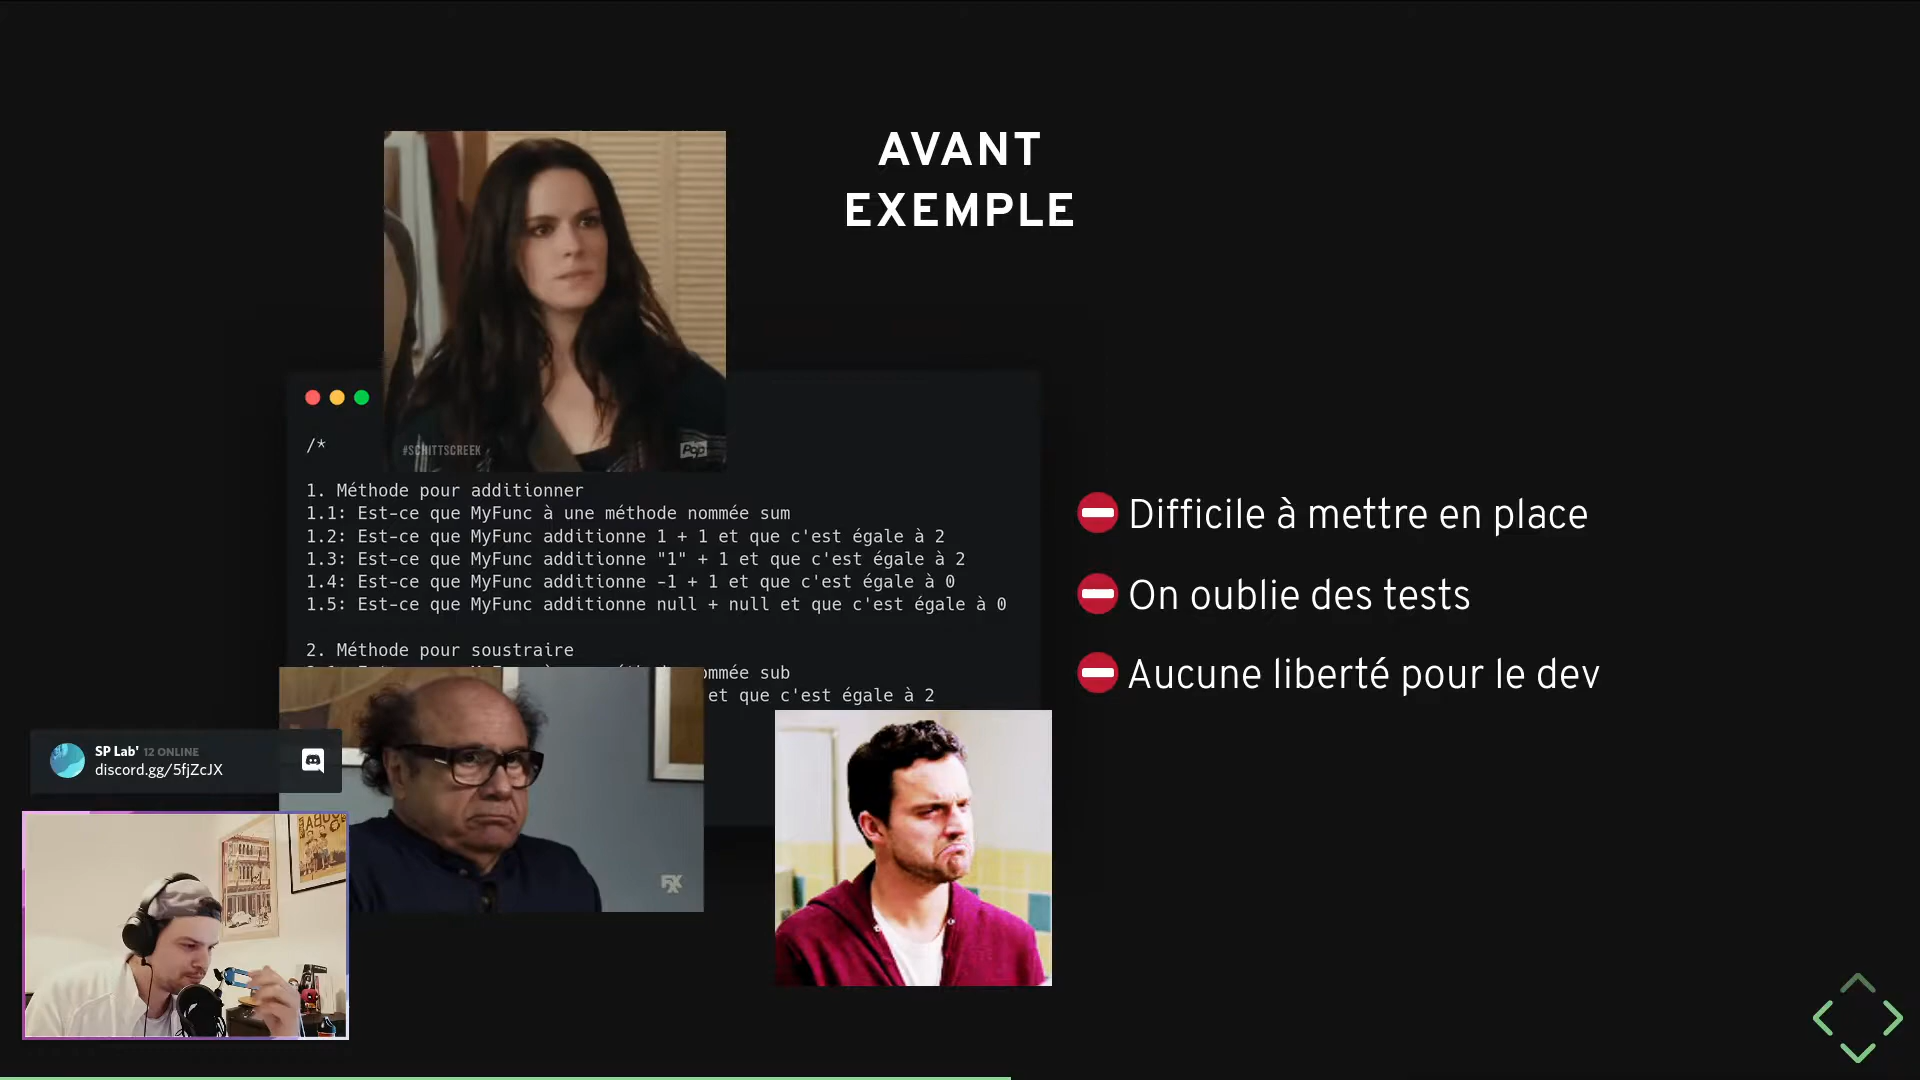 AVANT
EXEMPLE
#SCHITTSCREEK
Pop
/*
1. Méthode pour additionner
1.1: Est-ce que MyFunc à une méthode nommée sum
1.2: Est-ce que MyFunc additionne 1 + 1 et que c'est égale à 2
1.3: Est-ce que MyFunc additionne "1" + 1 et que c'est égale à 2
1.4: Est-ce que MyFunc additionne -1 + 1 et que c'est égale à 0
1.5: Est-ce que MyFunc additionne null + null et que c'est égale à 0
2. Méthode pour soustraire
sub
et que c'est égale à 2
Difficile à mettre en place
On oublie des tests
Aucune liberté pour le dev
SP Lab' 12 ONLINE
discord.gg/5fjZcJX
FX